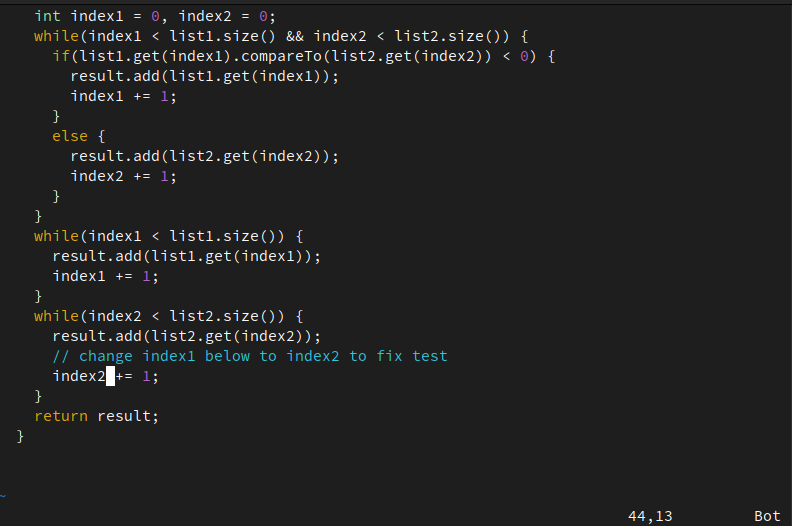 int index1 = 0, index2 = 0;
while(index1 < list1.size() && index2 < list2.size()) {
if(list1.get(index1).compareTo(list2.get(index2)) < 0) {
result.add(list1.get(index1));
index1 += 1;
}
else {
result.add(list2.get(index2));
index2 += 1;
}
}
while(index1 < list1.size()) {
result.add(list1.get(index1));
index1 += 1;
}
while(index2 < list2.size()) {
result.add(list2.get(index2));
// change index1 below to index2 to fix test
index2 += 1;
}
return result;
}
~
44,13 Bot